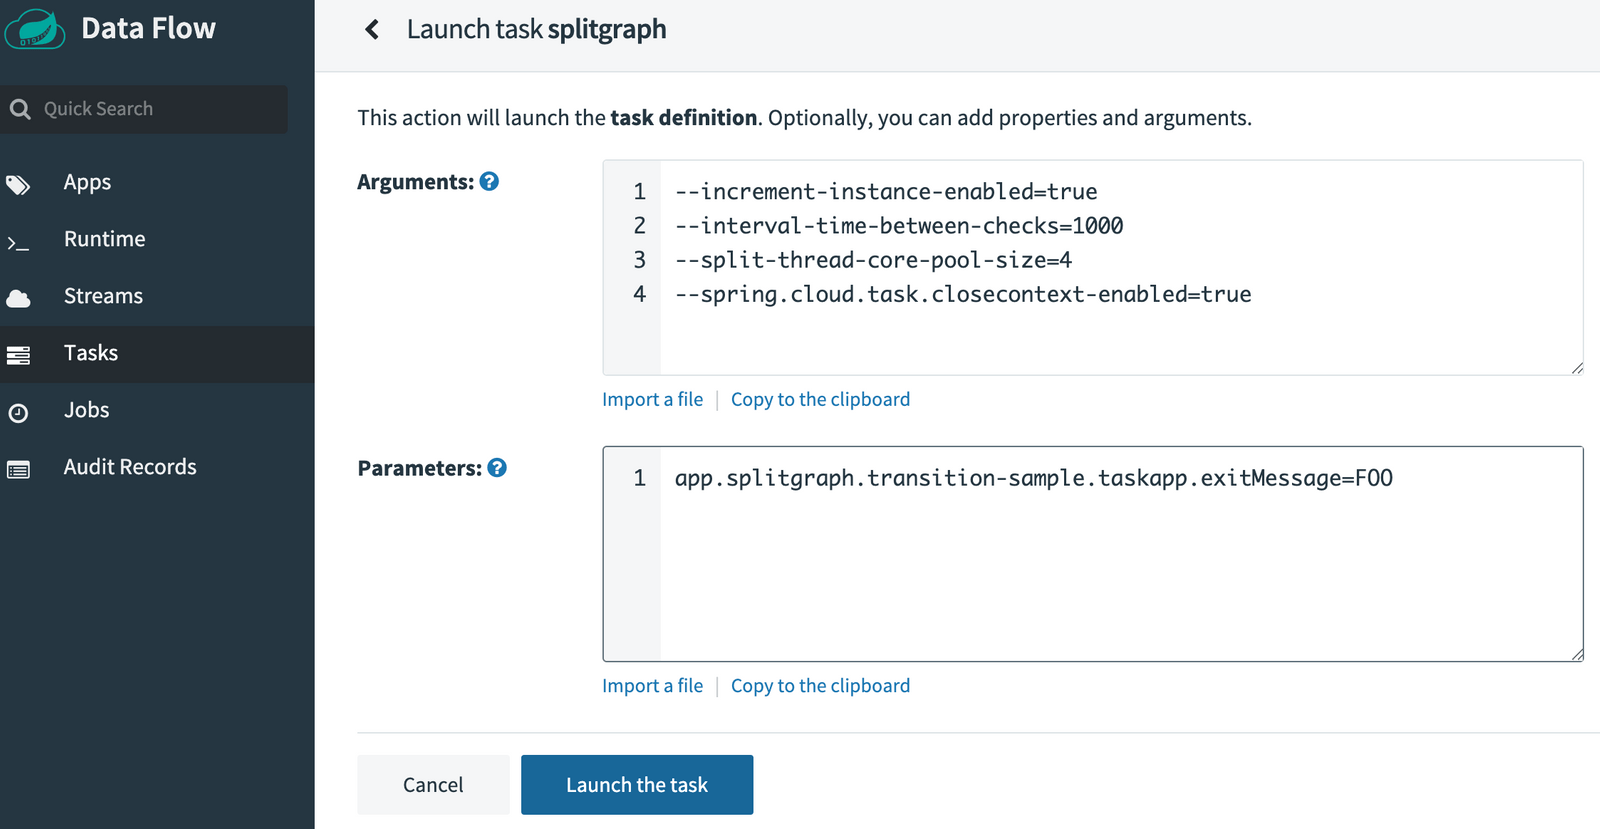 Data Flow
Quick Search
Apps
Runtime
Streams
Tasks
Jobs
Audit Records
Launch task splitgraph
This action will launch the task definition. Optionally, you can add properties and arguments.
Arguments: ?
1 --increment-instance-enabled=true
2 --interval-time-between-checks=1000
3 --split-thread-core-pool-size=4
4 --spring.cloud.task.closecontext-enabled=true
Import a file | Copy to the clipboard
Parameters: ?
1 app.splitgraph.transition-sample.taskapp.exitMessage=FOO
Import a file | Copy to the clipboard
Cancel
Launch the task